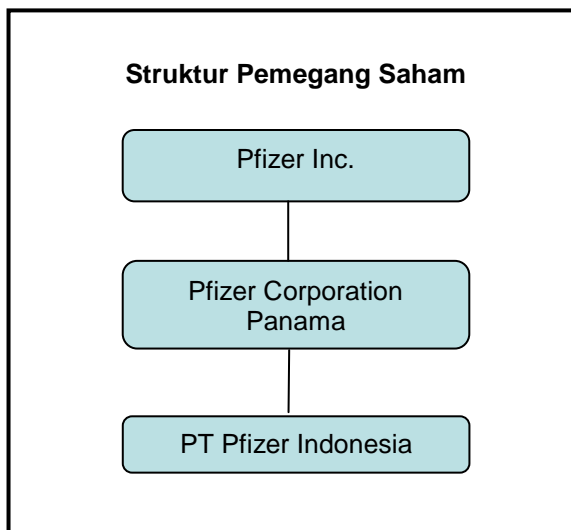 Struktur Pemegang Saham
Pfizer Inc.
Pfizer Corporation
Panama
PT Pfizer Indonesia